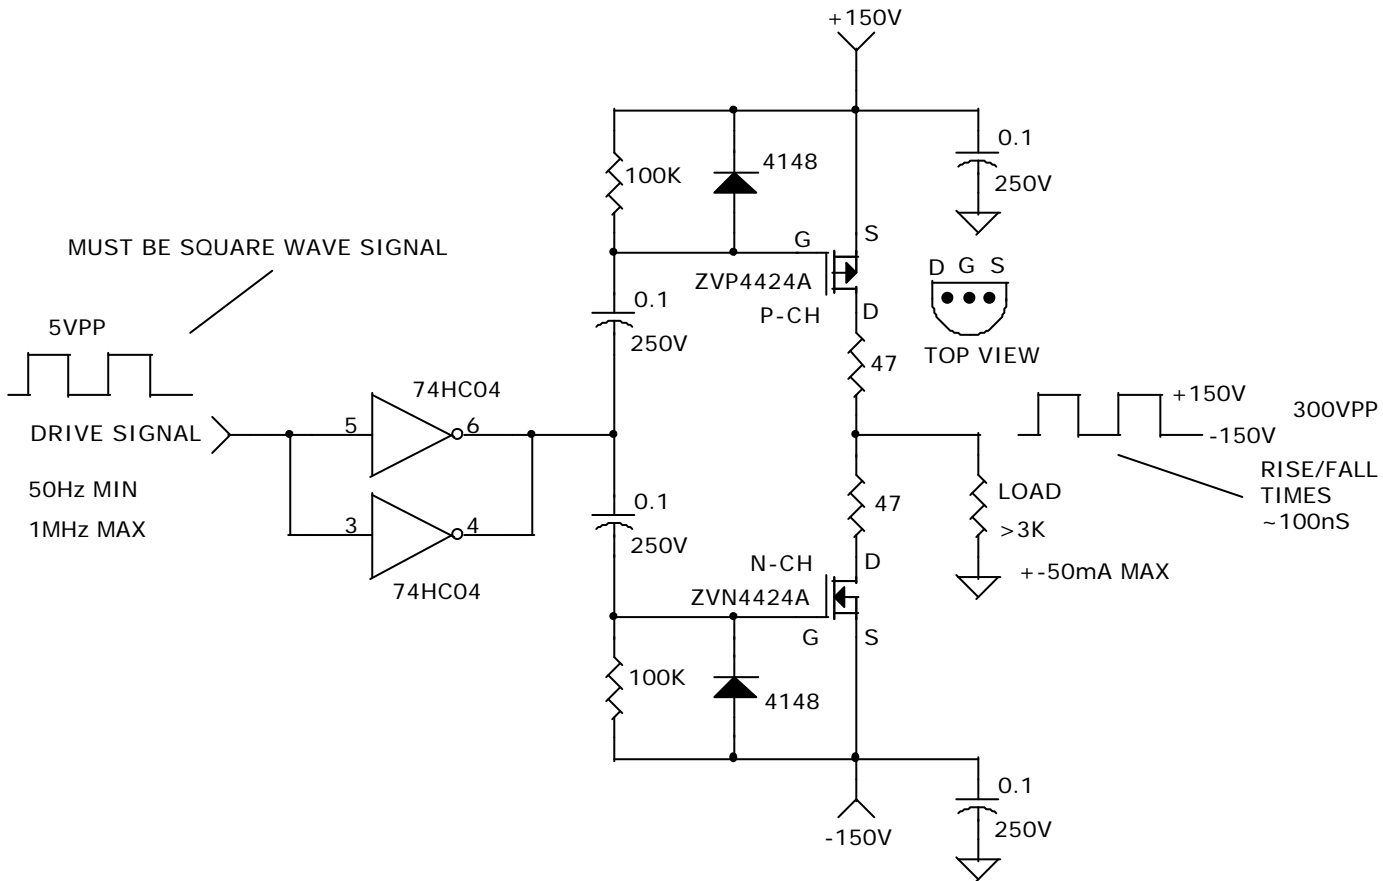 +150V
0.1
250V
100K
4148
MUST BE SQUARE WAVE SIGNAL
G
S
ZVP4424A
P-CH
D
D G S
TOP VIEW
0.1
250V
5VPP
47
74HC04
DRIVE SIGNAL
5
6
50Hz MIN
1MHz MAX
3
4
74HC04
+150V
-150V
300VPP
RISE/FALL
TIMES
~100nS
0.1
250V
47
LOAD
>3K
+-50mA MAX
N-CH
D
ZVN4424A
G
S
100K
4148
-150V
0.1
250V